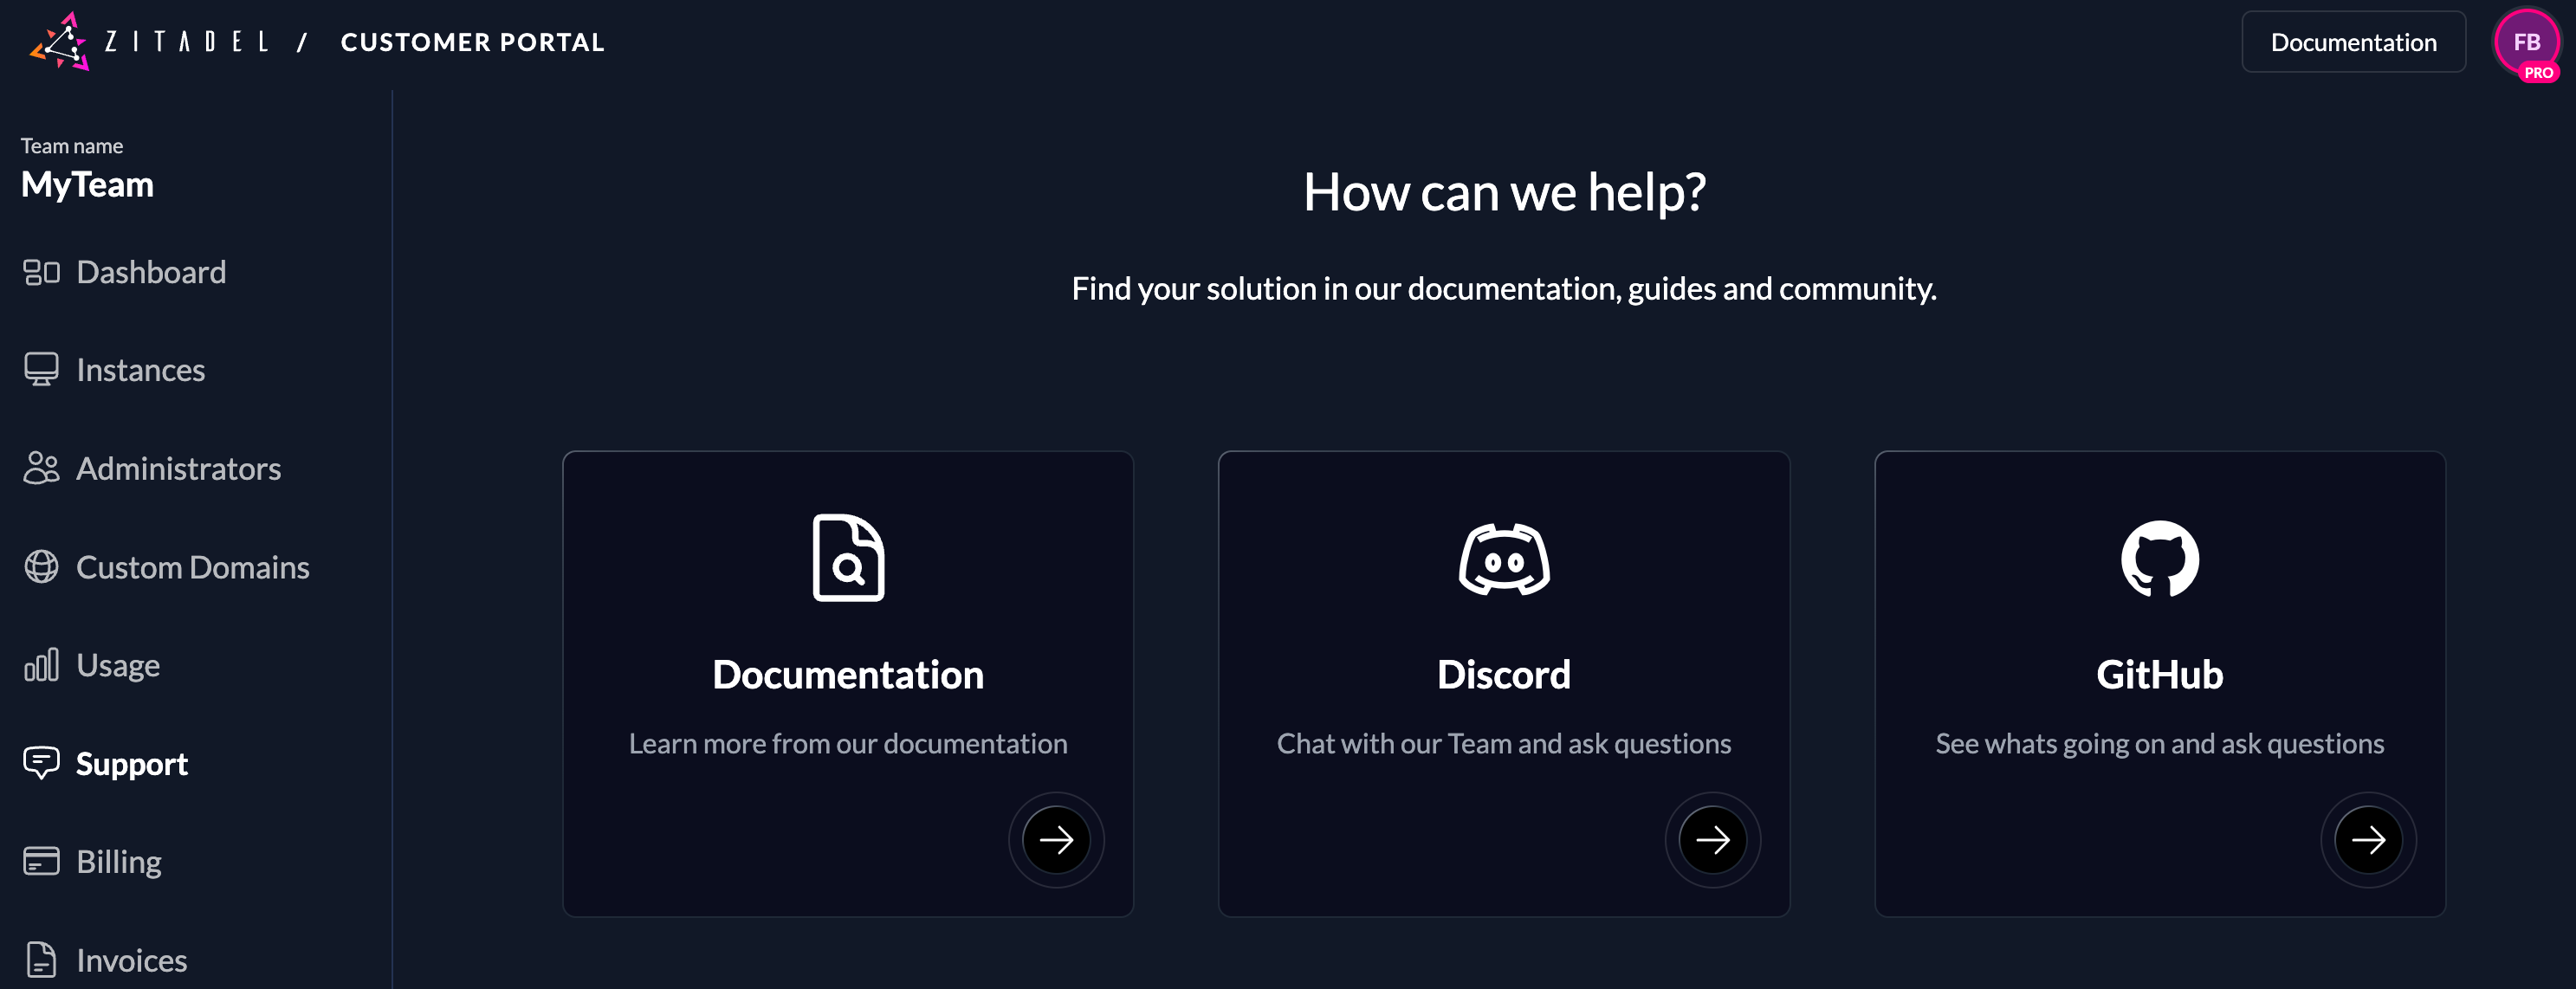 ZITADEL / CUSTOMER PORTAL
Documentation
FB
PRO
Team name
MyTeam
Dashboard
Instances
Administrators
Custom Domains
Usage
Support
Billing
Invoices
How can we help?
Find your solution in our documentation, guides and community.
Documentation
Learn more from our documentation
Discord
Chat with our Team and ask questions
GitHub
See whats going on and ask questions